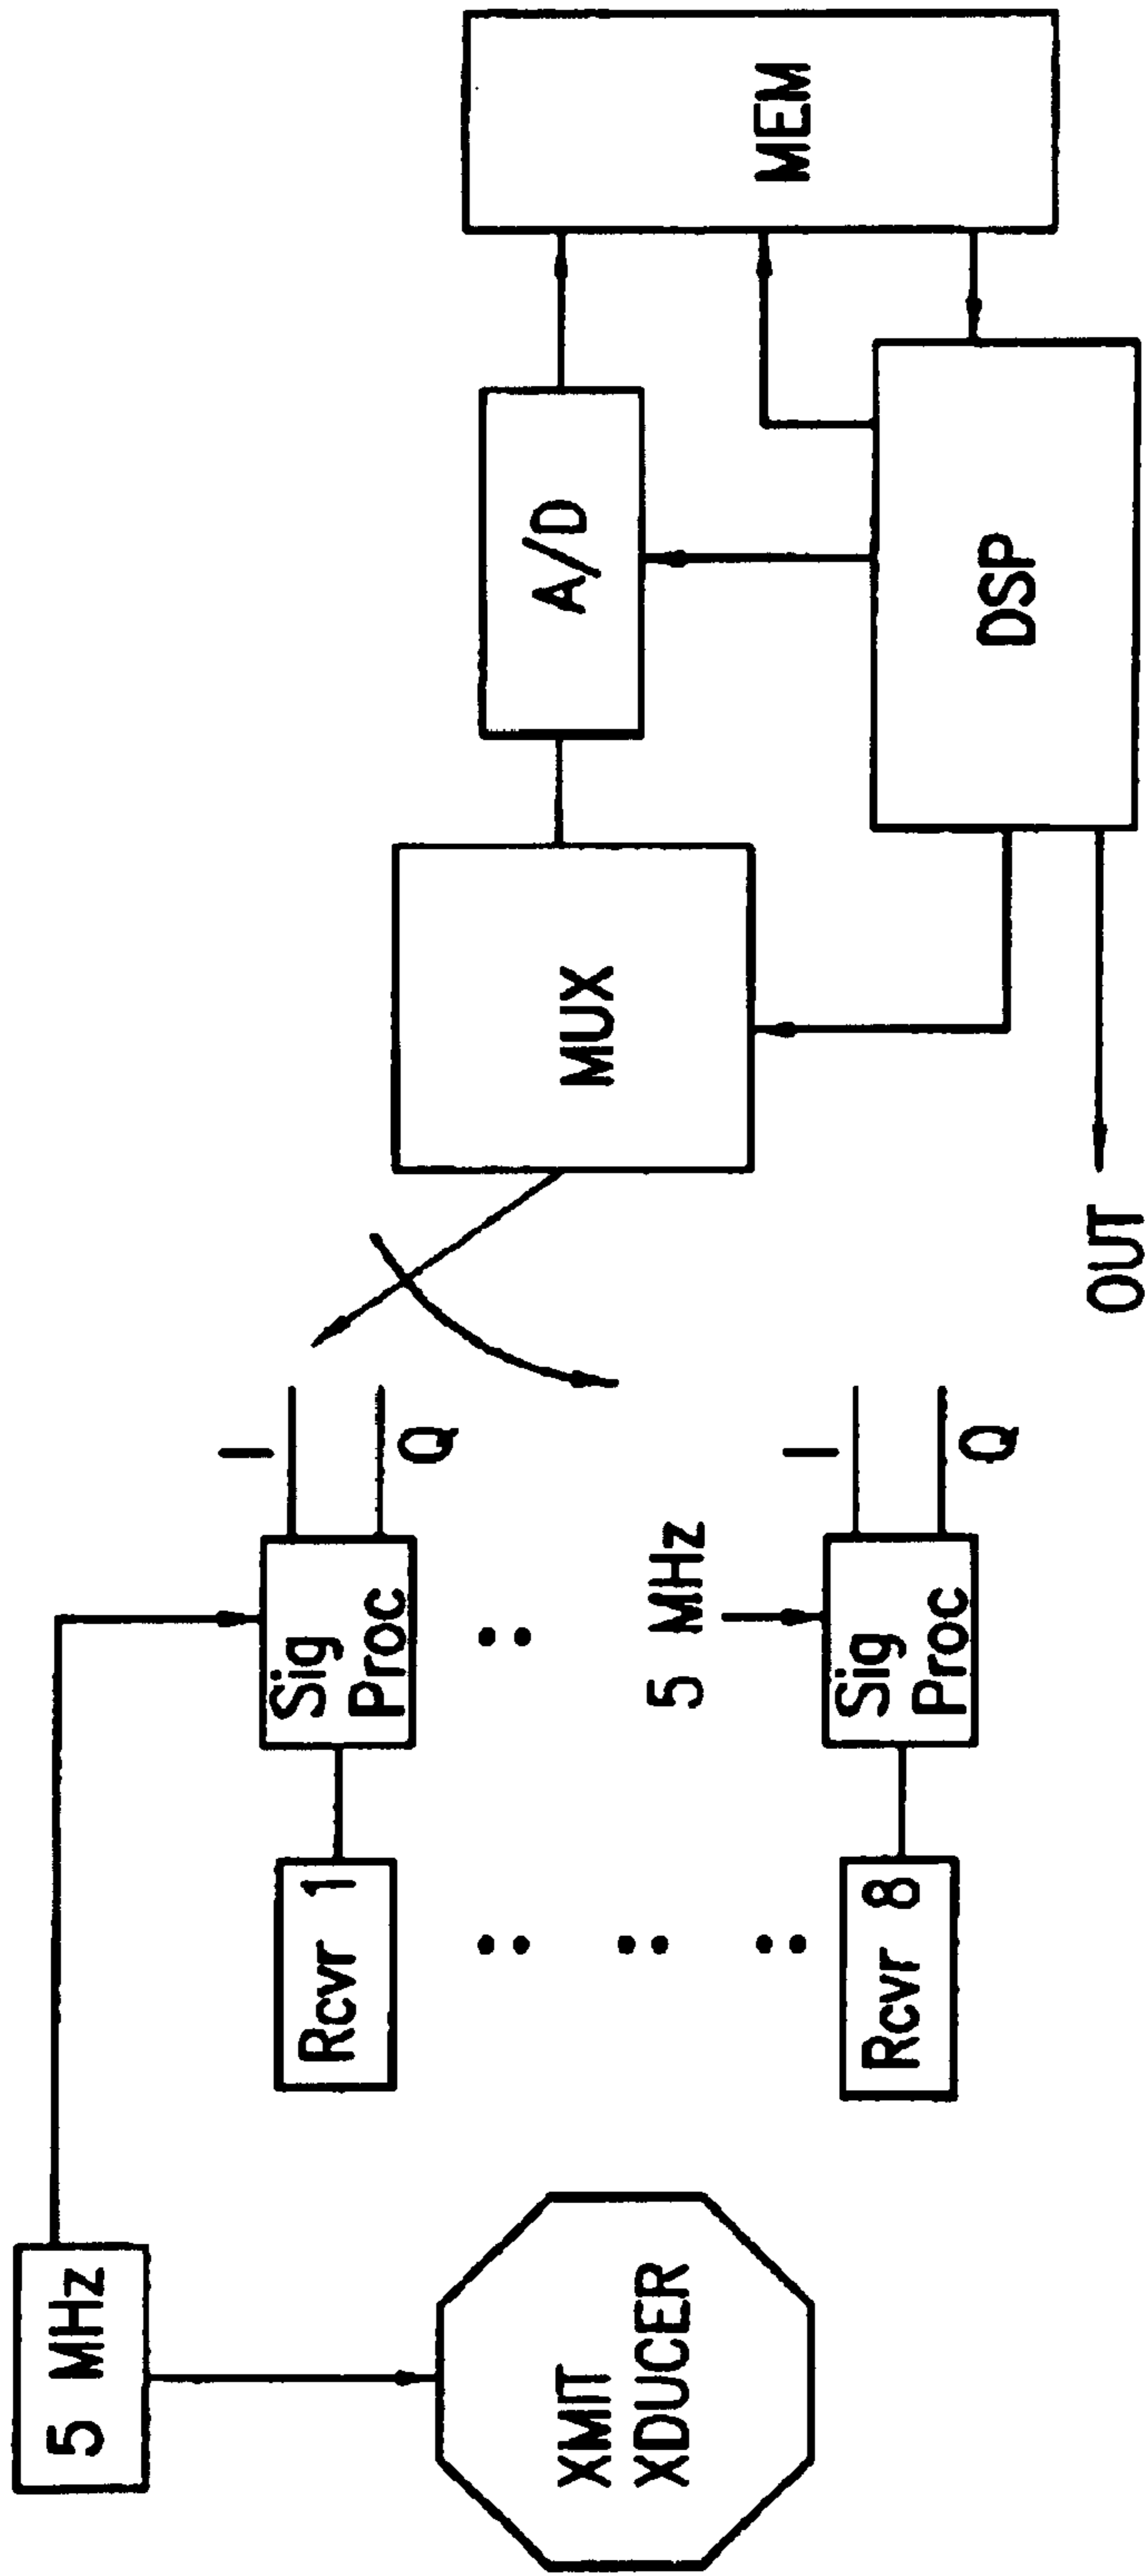 5 MHz
XMIT
XDUCER
Rcvr 1
Sig
Proc
I
Q
5 MHz
Rcvr 8
Sig
Proc
I
Q
MUX
A/D
MEM
DSP
OUT